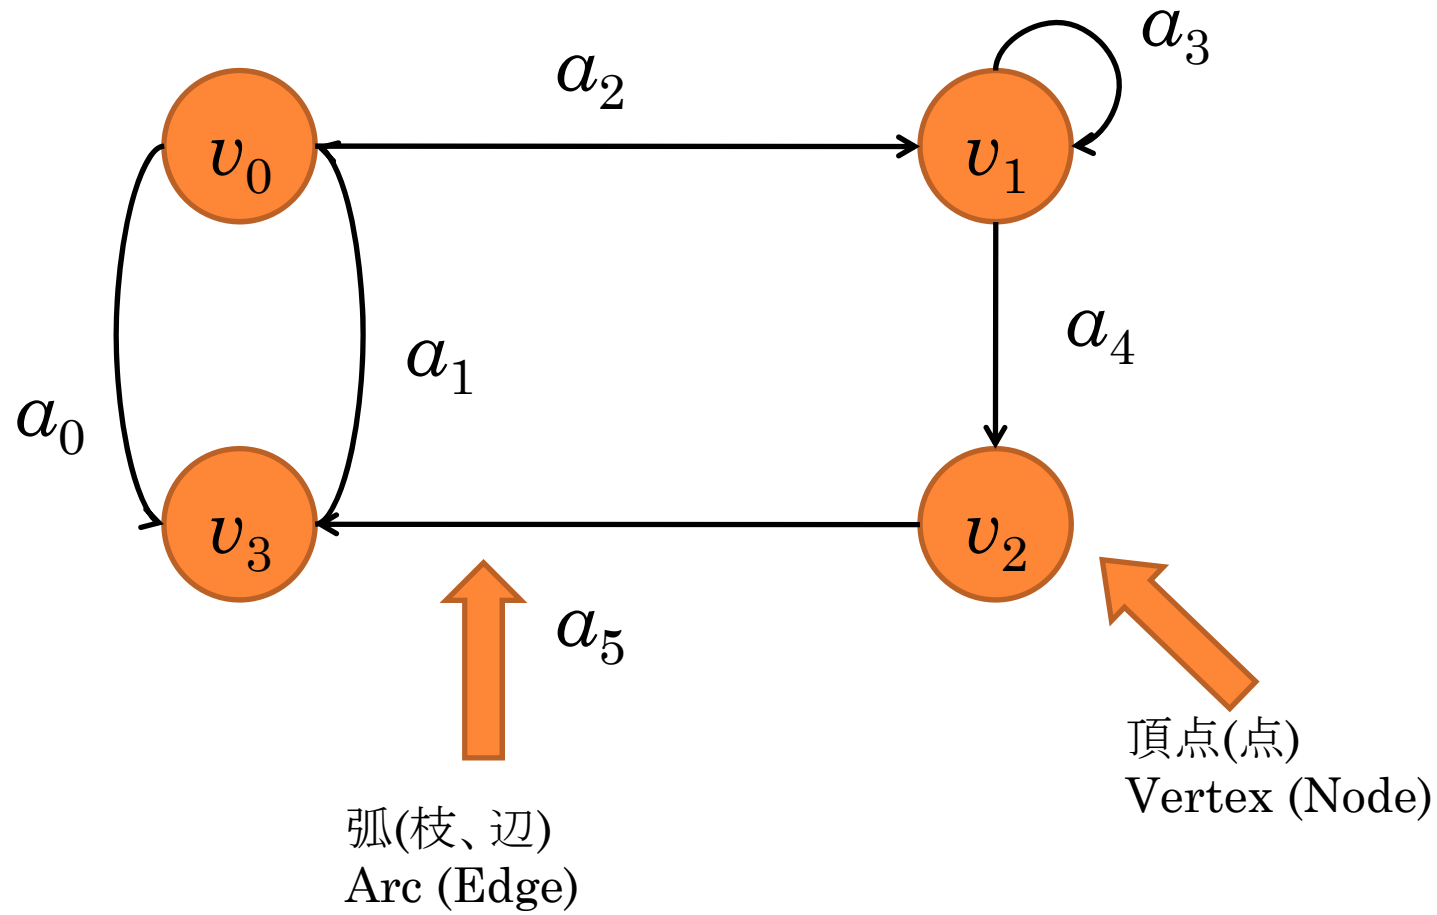 a₃
a₂
v₀
v₁
a₄
a₁
a₀
v₃
v₂
a₅
頂点(点)
Vertex (Node)
弧(枝、辺)
Arc (Edge)